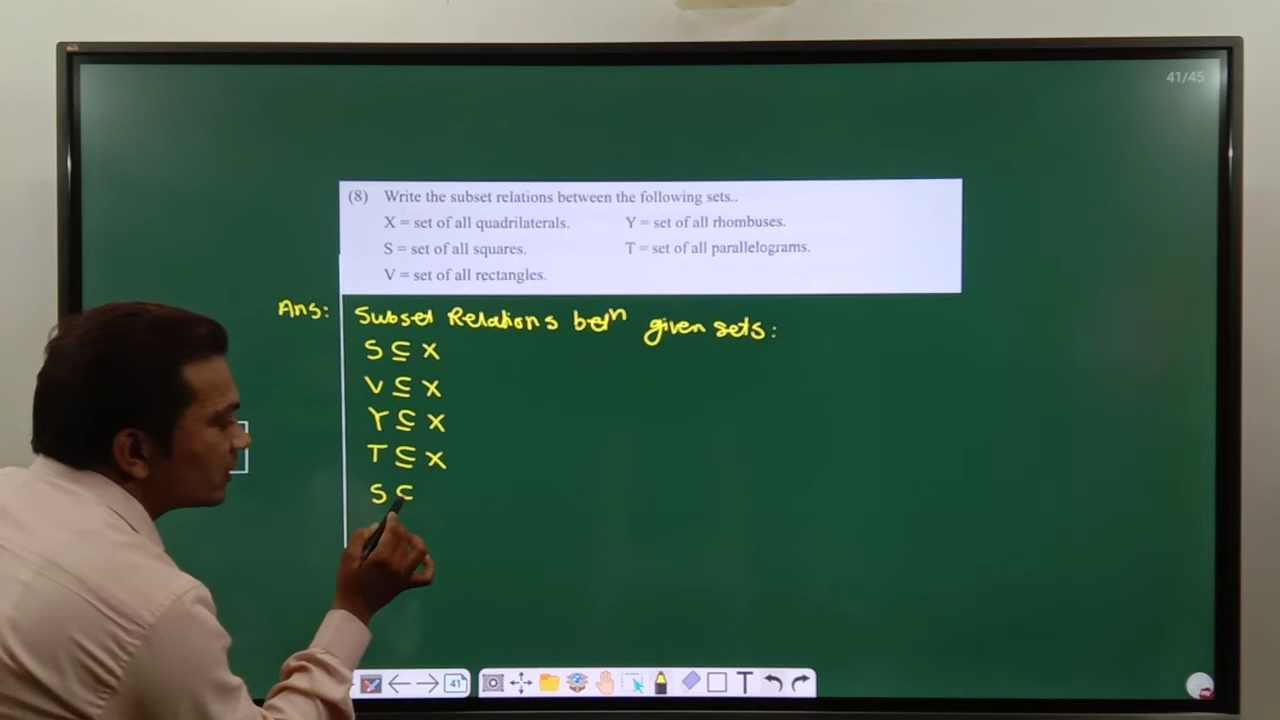 41/45
(8) Write the subset relations between the following sets..
X = set of all quadrilaterals. Y = set of all rhombuses.
S = set of all squares. T = set of all parallelograms.
V = set of all rectangles.
Ans: Subset Relations betⁿ given sets:
S ⊆ X
V ⊆ X
Y ⊆ X
T ⊆ X
S ⊆
41 T